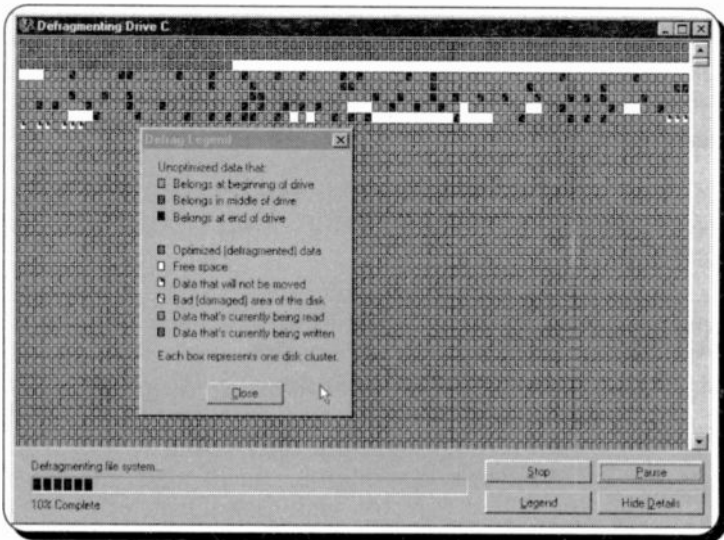 Defragmenting Drive C
Defrag Legend
Unoptimized data that:
Belongs at beginning of drive
Belongs in middle of drive
Belongs at end of drive
Optimized (defragmented) data
Free space
Data that will not be moved
Bad (damaged) area of the disk
Data that's currently being read
Data that's currently being written
Each box represents one disk cluster.
Close
Defragmenting file system...
10% Complete
Stop
Pause
Legend
Hide Details